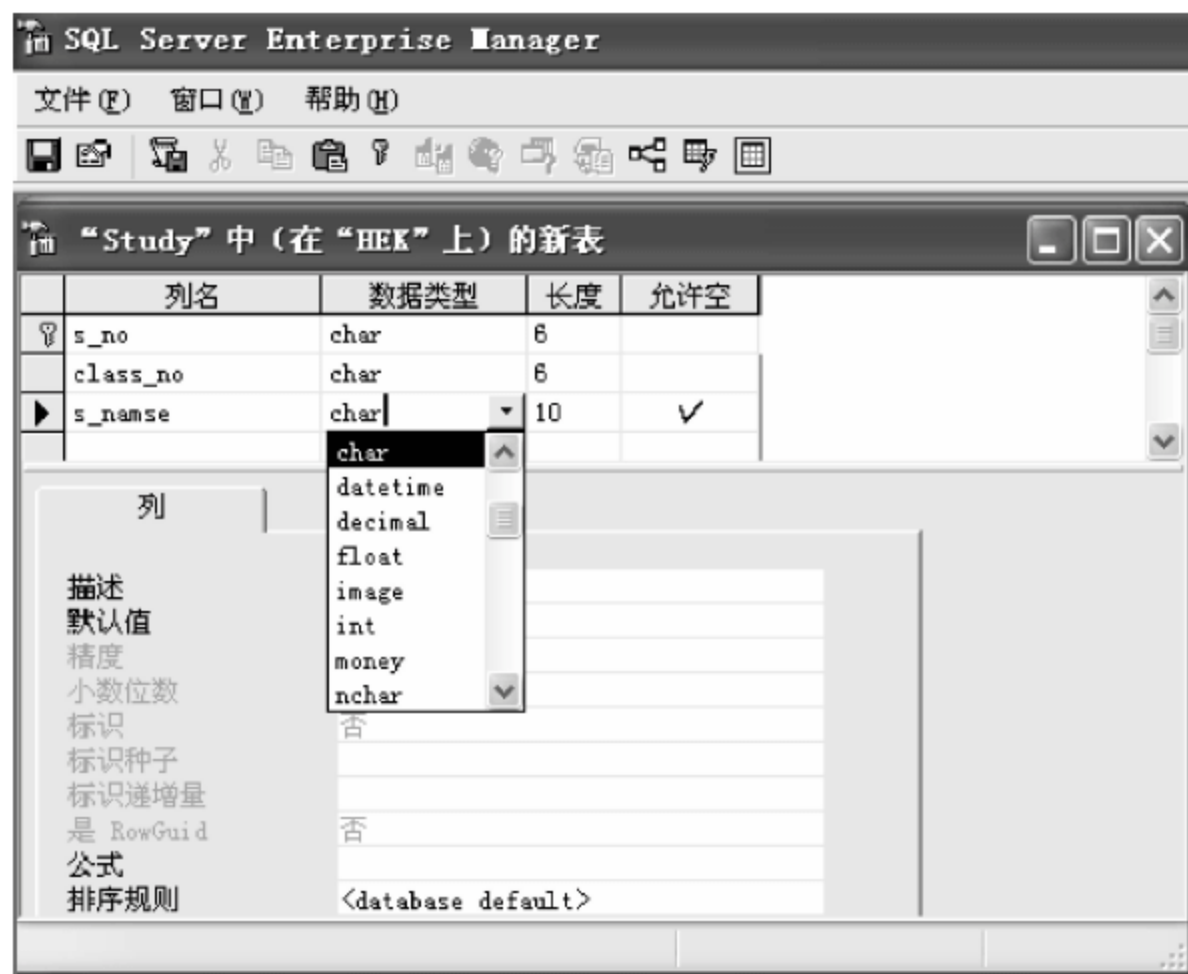 SQL Server Enterprise Manager
文件(F) 窗口(W) 帮助(H)
“Study”中(在“HEK”上)的新表
列名 数据类型 长度 允许空
s_no char 6
class_no char 6
s_namse char 10
char
datetime
decimal
float
image
int
money
nchar
列
描述
默认值
精度
小数位数
标识 否
标识种子
标识递增量
是 RowGuid 否
公式
排序规则 <database default>